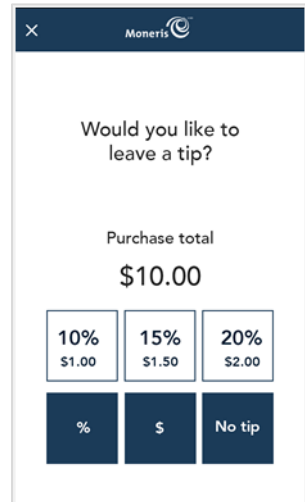 Moneris
Would you like to
leave a tip?
Purchase total
$10.00
10% 15% 20%
$1.00 $1.50 $2.00
% $ No tip